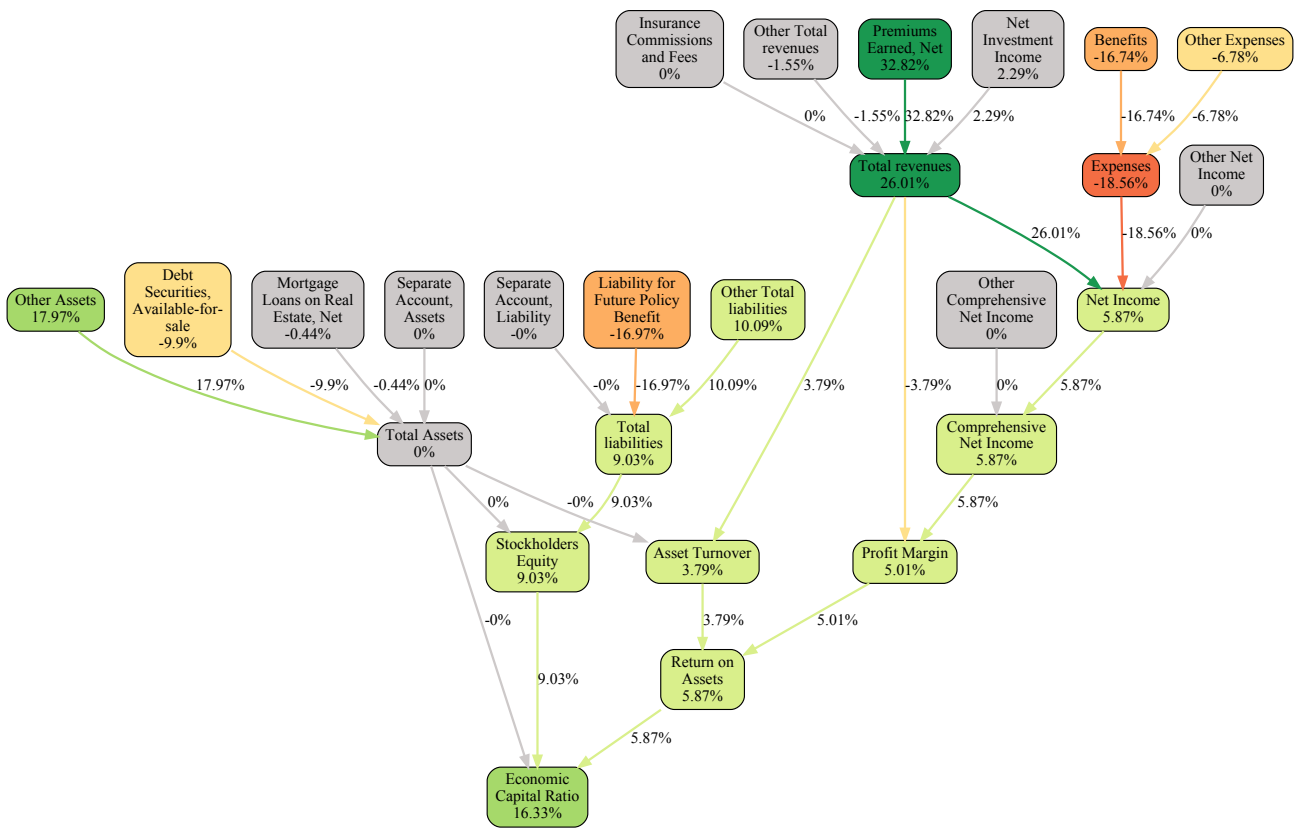 Insurance
Commissions
and Fees
0%
Other Total
revenues
-1.55%
Premiums
Earned, Net
32.82%
Net
Investment
Income
2.29%
Benefits
-16.74%
Other Expenses
-6.78%
0%
-1.55%
32.82%
2.29%
-16.74%
-6.78%
Total revenues
26.01%
Expenses
-18.56%
Other Net
Income
0%
26.01%
-18.56%
0%
Other Assets
17.97%
Debt
Securities,
Available-for-
sale
-9.9%
Mortgage
Loans on Real
Estate, Net
-0.44%
Separate
Account,
Assets
0%
Separate
Account,
Liability
-0%
Liability for
Future Policy
Benefit
-16.97%
Other Total
liabilities
10.09%
Other
Comprehensive
Net Income
0%
Net Income
5.87%
17.97%
-9.9%
-0.44%
0%
-0%
-16.97%
10.09%
3.79%
-3.79%
0%
5.87%
Total Assets
0%
Total
liabilities
9.03%
Comprehensive
Net Income
5.87%
0%
-0%
9.03%
5.87%
Stockholders
Equity
9.03%
Asset Turnover
3.79%
Profit Margin
5.01%
-0%
3.79%
5.01%
9.03%
Return on
Assets
5.87%
5.87%
Economic
Capital Ratio
16.33%